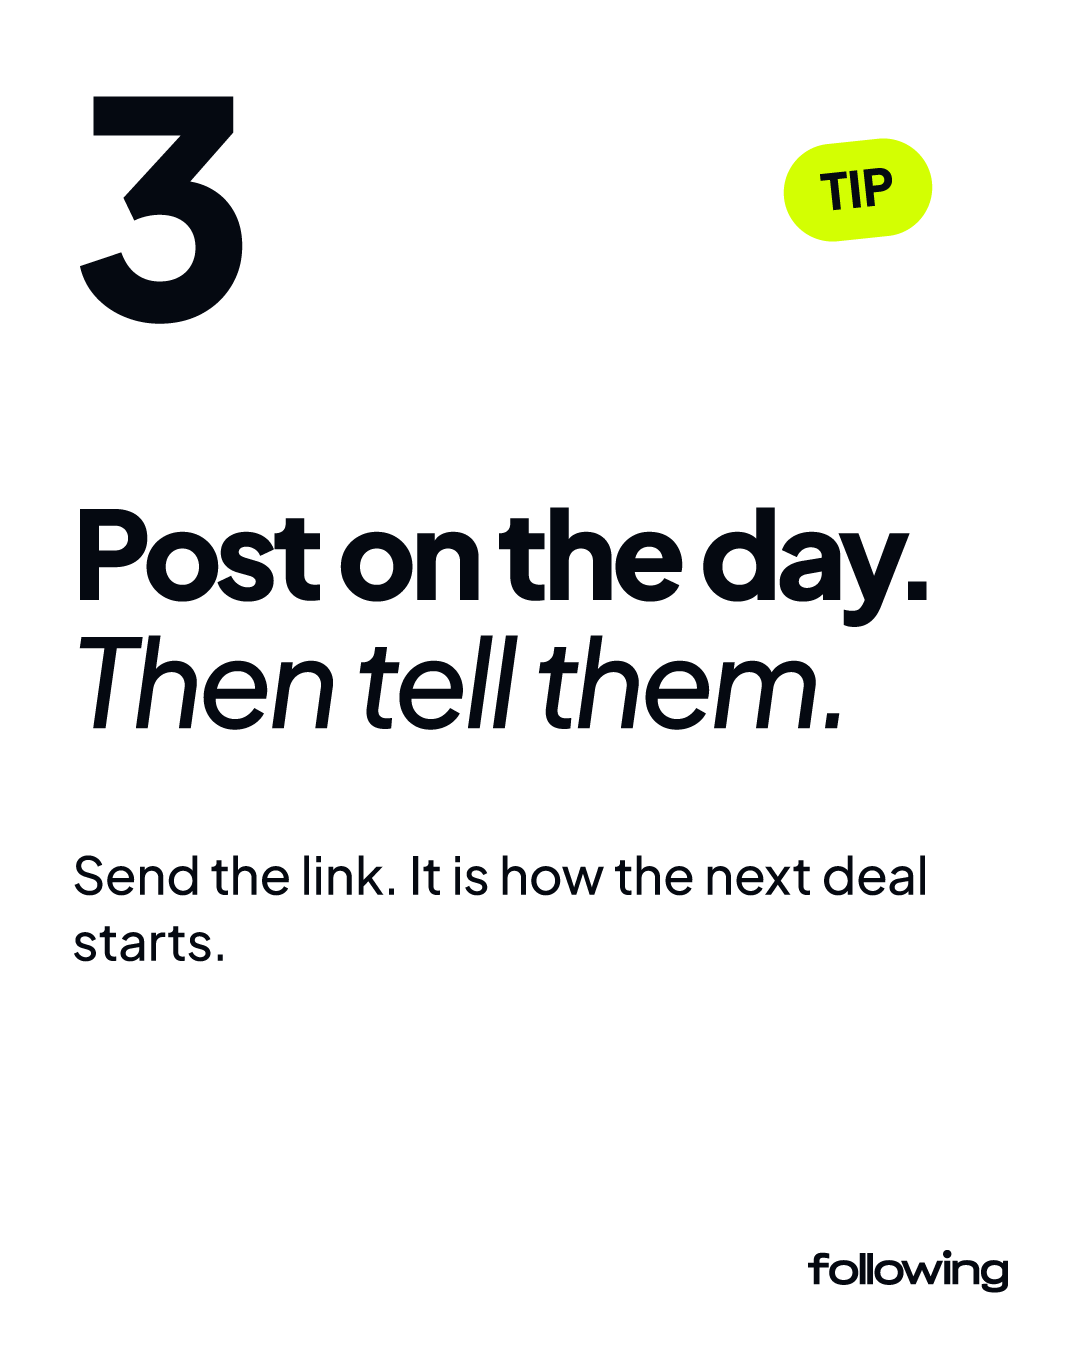 3
TIP
Post on the day.
Then tell them.
Send the link. It is how the next deal
starts.
following